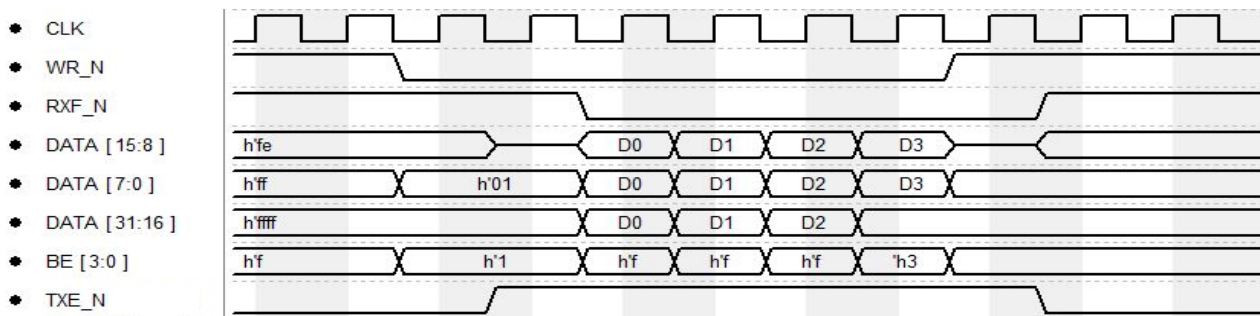 CLK
WR_N
RXF_N
DATA [ 15:8 ] h'fe D0 D1 D2 D3
DATA [7:0 ] h'ff h'01 D0 D1 D2 D3
DATA [31:16 ] h'ffff D0 D1 D2
BE [ 3:0 ] h'f h'1 h'f h'f h'f 'h3
TXE_N